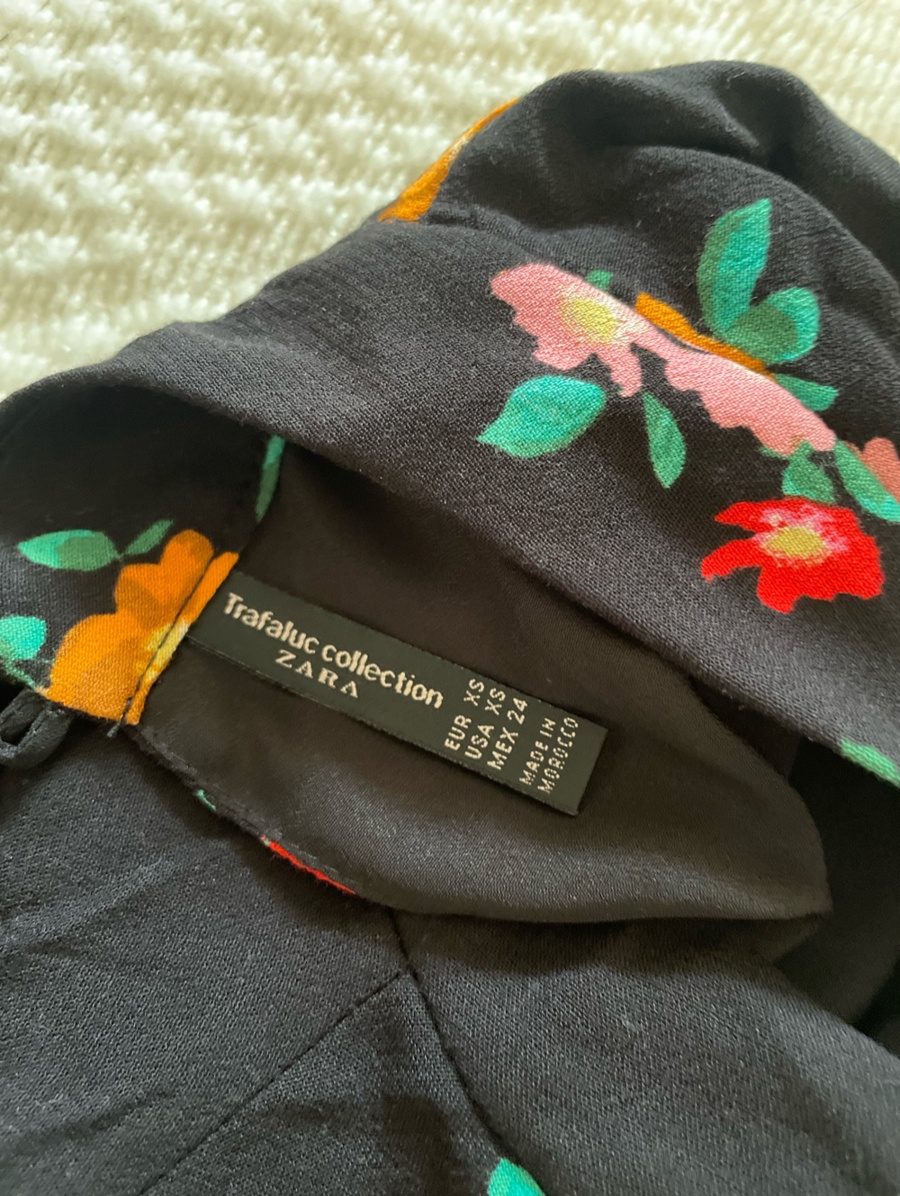 Trafaluc collection
ZARA
EUR XS
USA XS
MEX 24
MADE IN
MOROCCO